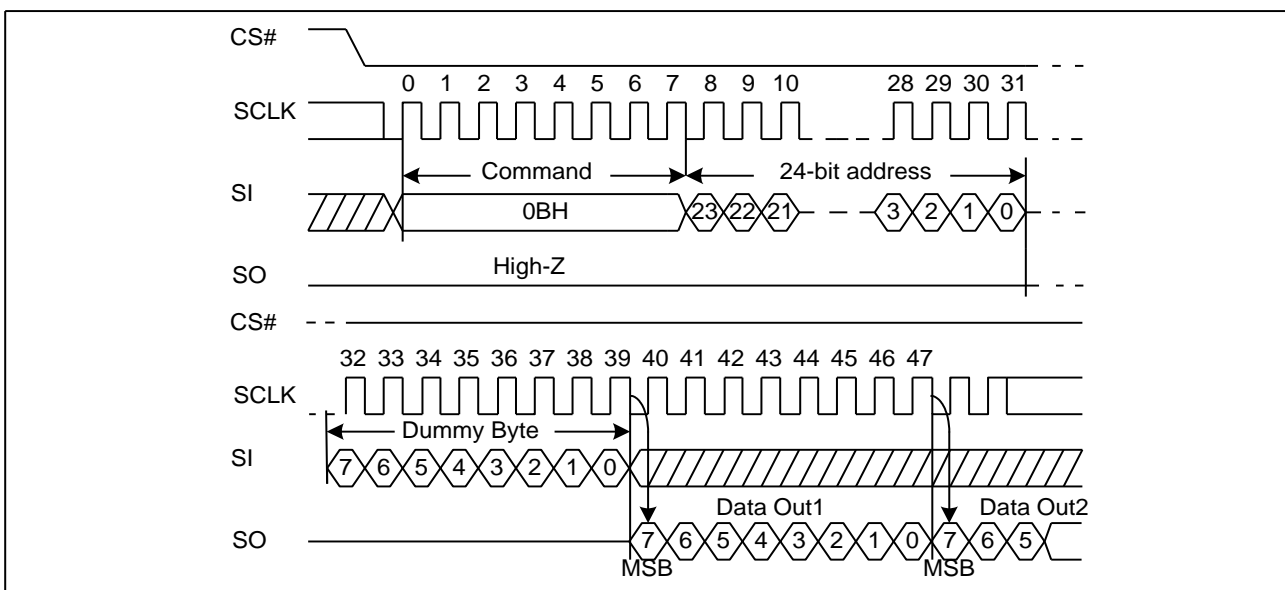 CS#
0 1 2 3 4 5 6 7 8 9 10 28 29 30 31
SCLK
Command 24-bit address
SI
0BH 23 22 21 3 2 1 0
High-Z
SO
CS#
32 33 34 35 36 37 38 39 40 41 42 43 44 45 46 47
SCLK
Dummy Byte
SI
7 6 5 4 3 2 1 0
Data Out1 Data Out2
SO
7 6 5 4 3 2 1 0 7 6 5
MSB MSB